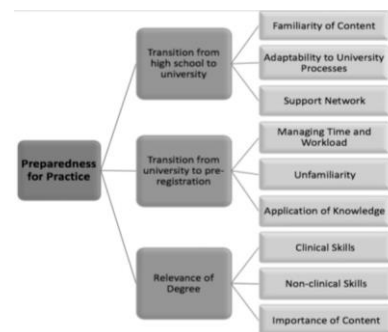 Preparedness
for Practice
Transition from
high school to
university
Familiarity of Content
Adaptability to University
Processes
Support Network
Transition from
university to pre-
registration
Managing Time and
Workload
Unfamiliarity
Application of Knowledge
Relevance of
Degree
Clinical Skills
Non-clinical Skills
Importance of Content